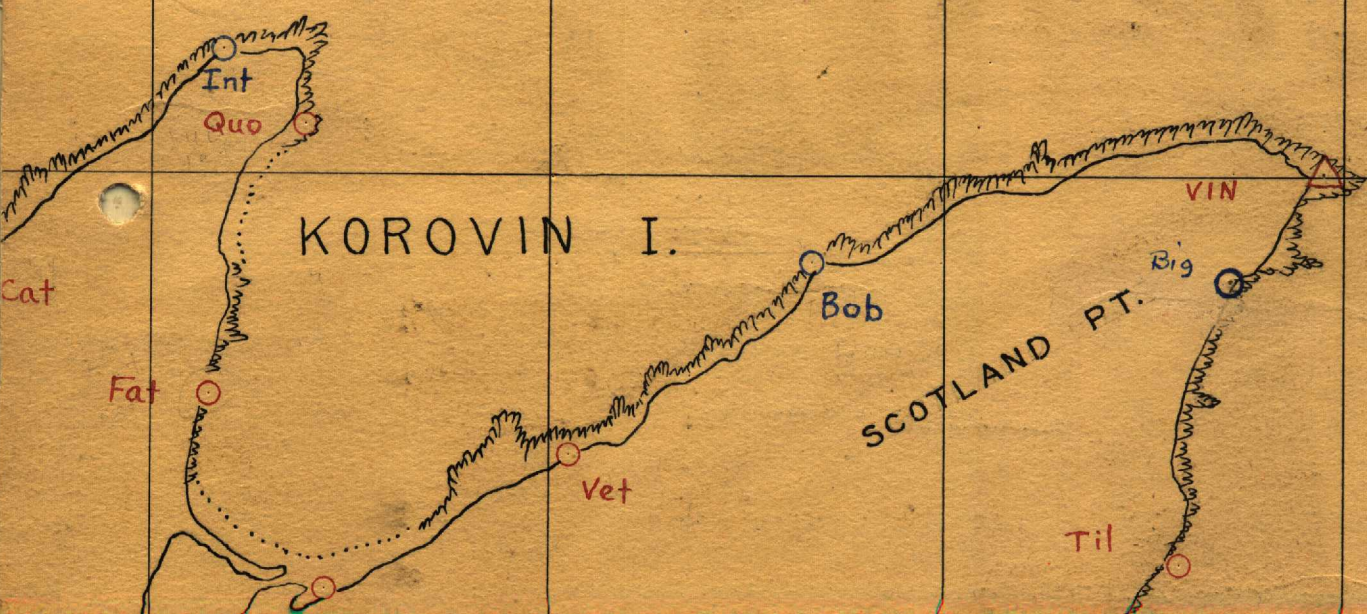 Int
Quo
KOROVIN I.
VIN
Big
Cat
Bob
SCOTLAND PT.
Fat
Vet
Til